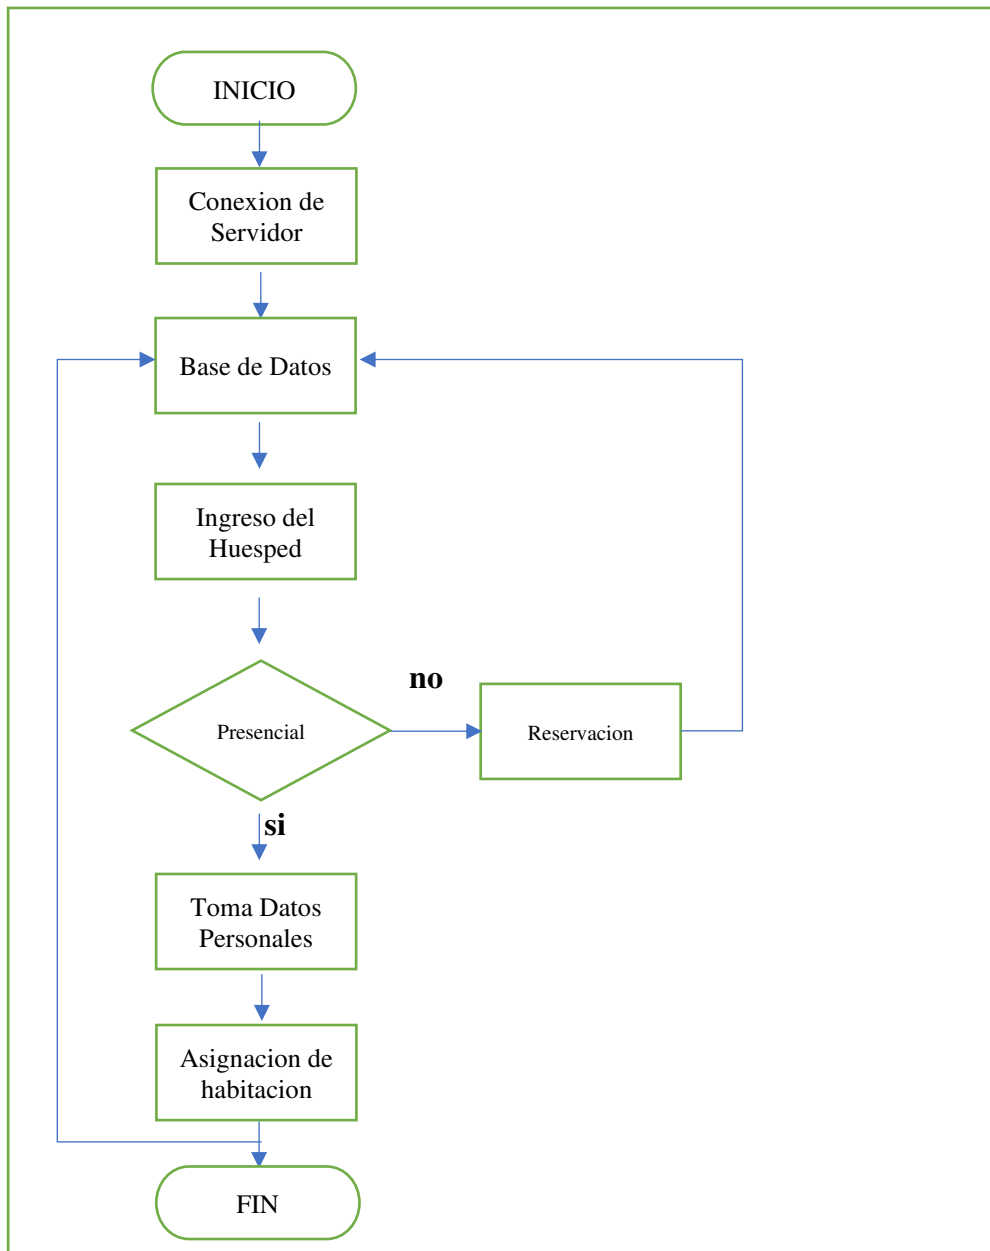 INICIO
Conexion de
Servidor
Base de Datos
Ingreso del
Huesped
no
Presencial
Reservacion
si
Toma Datos
Personales
Asignacion de
habitacion
FIN